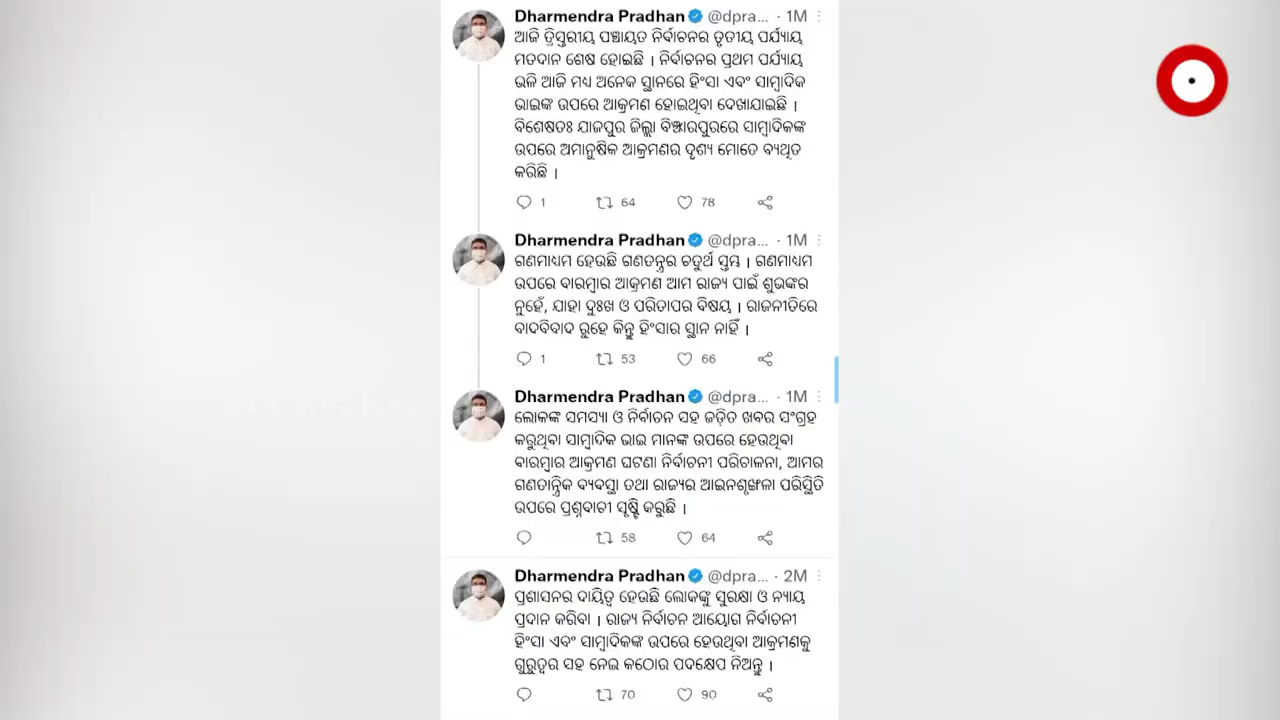 Dharmendra Pradhan @dpra... · 1M
ଆଜି ତ୍ରିସ୍ତରୀୟ ପଞ୍ଚାୟତ ନିର୍ବାଚନର ତୃତୀୟ ପର୍ଯ୍ୟାୟ
ମତଦାନ ଶେଷ ହୋଇଛି । ନିର୍ବାଚନର ପ୍ରଥମ ପର୍ଯ୍ୟାୟ
ଭଳି ଆଜି ମଧ୍ୟ ଅନେକ ସ୍ଥାନରେ ହିଂସା ଏବଂ ସାମ୍ବାଦିକ
ଭାଇଙ୍କ ଉପରେ ଆକ୍ରମଣ ହୋଇଥିବା ଦେଖାଯାଇଛି ।
ବିଶେଷତଃ ଯାଜପୁର ଜିଲ୍ଲା ବିଞ୍ଝାରପୁରରେ ସାମ୍ବାଦିକଙ୍କ
ଉପରେ ଅମାନୁଷିକ ଆକ୍ରମଣର ଦୃଶ୍ୟ ମୋତେ ବ୍ୟଥିତ
କରିଛି ।
1 64 78
Dharmendra Pradhan @dpra... · 1M
ଗଣମାଧ୍ୟମ ହେଉଛି ଗଣତନ୍ତ୍ରର ଚତୁର୍ଥ ସ୍ତମ୍ଭ । ଗଣମାଧ୍ୟମ
ଉପରେ ବାରମ୍ବାର ଆକ୍ରମଣ ଆମ ରାଜ୍ୟ ପାଇଁ ଶୁଭଙ୍କର
ନୁହେଁ, ଯାହା ଦୁଃଖ ଓ ପରିତାପର ବିଷୟ । ରାଜନୀତିରେ
ବାଦବିବାଦ ରୁହେ କିନ୍ତୁ ହିଂସାର ସ୍ଥାନ ନାହିଁ ।
1 53 66
Dharmendra Pradhan @dpra... · 1M
ଲୋକଙ୍କ ସମସ୍ୟା ଓ ନିର୍ବାଚନ ସହ ଜଡ଼ିତ ଖବର ସଂଗ୍ରହ
କରୁଥିବା ସାମ୍ବାଦିକ ଭାଇ ମାନଙ୍କ ଉପରେ ହେଉଥିବା
ବାରମ୍ବାର ଆକ୍ରମଣ ଘଟଣା ନିର୍ବାଚନୀ ପରିଚାଳନା, ଆମର
ଗଣତାନ୍ତ୍ରିକ ବ୍ୟବସ୍ଥା ତଥା ରାଜ୍ୟର ଆଇନଶୃଙ୍ଖଳା ପରିସ୍ଥିତି
ଉପରେ ପ୍ରଶ୍ନବାଚୀ ସୃଷ୍ଟି କରୁଛି ।
58 64
Dharmendra Pradhan @dpra... · 2M
ପ୍ରଶାସନର ଦାୟିତ୍ୱ ହେଉଛି ଲୋକଙ୍କୁ ସୁରକ୍ଷା ଓ ନ୍ୟାୟ
ପ୍ରଦାନ କରିବା । ରାଜ୍ୟ ନିର୍ବାଚନ ଆୟୋଗ ନିର୍ବାଚନୀ
ହିଂସା ଏବଂ ସାମ୍ବାଦିକଙ୍କ ଉପରେ ହେଉଥିବା ଆକ୍ରମଣକୁ
ଗୁରୁତ୍ୱର ସହ ନେଇ କଠୋର ପଦକ୍ଷେପ ନିଅନ୍ତୁ ।
70 90